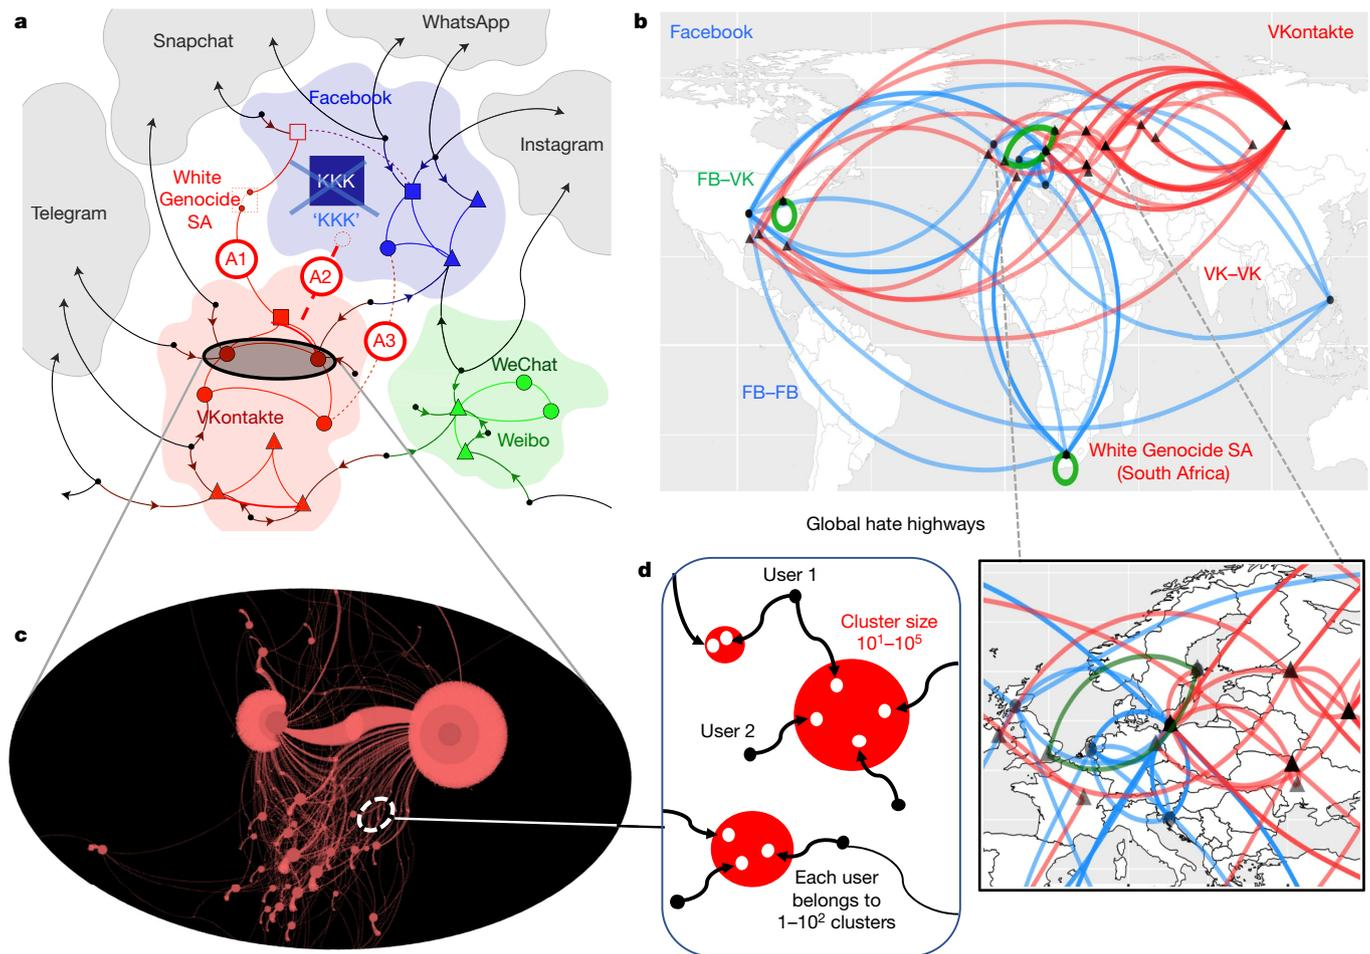 a
Snapchat
WhatsApp
Facebook
Instagram
White
Genocide
SA
KKK
'KKK'
Telegram
A1
A2
A3
VKontakte
WeChat
Weibo
b
Facebook
VKontakte
FB–VK
VK–VK
FB–FB
White Genocide SA
(South Africa)
Global hate highways
c
d
User 1
Cluster size
10¹–10⁵
User 2
Each user
belongs to
1–10² clusters